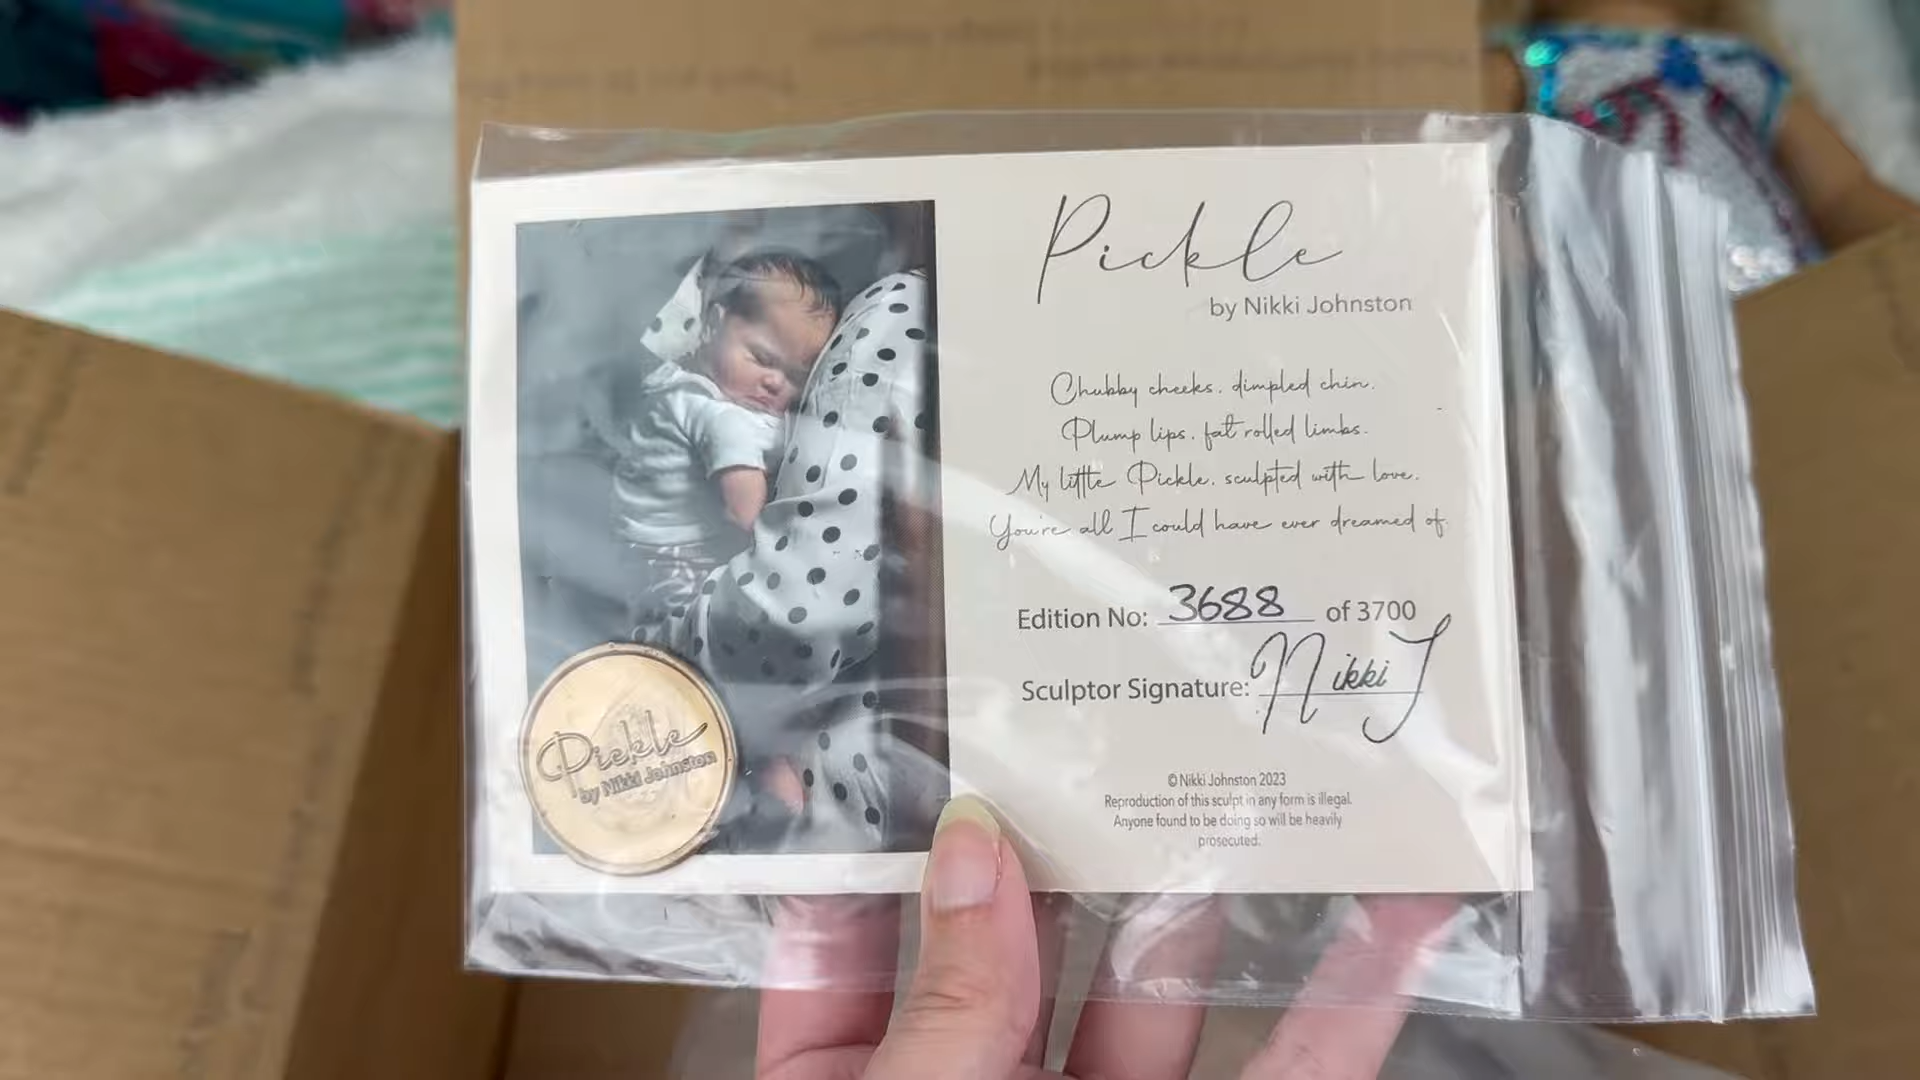 Pickle
by Nikki Johnston
Chubby cheeks, dimpled chin.
Plump lips, fat rolled limbs.
My little Pickle, sculpted with love.
You're all I could have ever dreamed of.
Edition No: 3688 of 3700
Sculptor Signature: Nikki J
© Nikki Johnston 2023
Reproduction of this sculpt in any form is illegal.
Anyone found to be doing so will be heavily
prosecuted.
Pickle
by Nikki Johnston